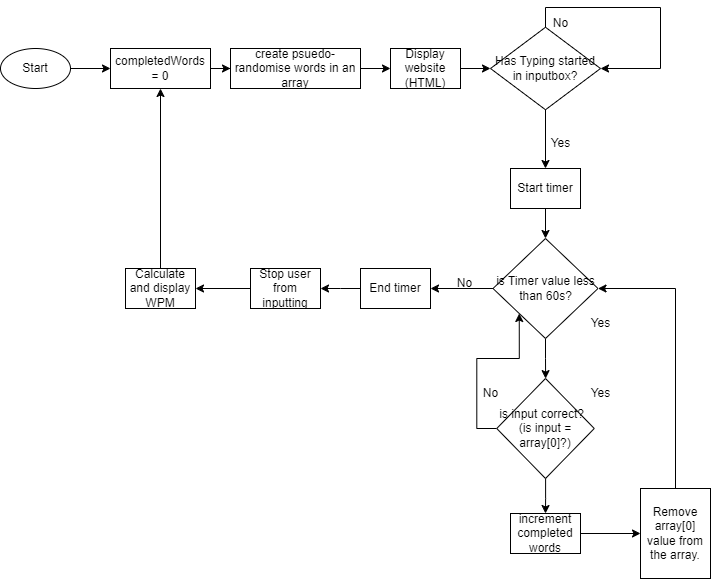 No
Start
completedWords
= 0
create psuedo-
randomise words in an
array
Display
website
(HTML)
Has Typing started
in inputbox?
Yes
Start timer
is Timer value less
than 60s?
No
End timer
Stop user
from
inputting
Calculate
and display
WPM
Yes
No
Yes
is input correct?
(is input =
array[0]?)
increment
completed
words
Remove
array[0]
value from
the array.